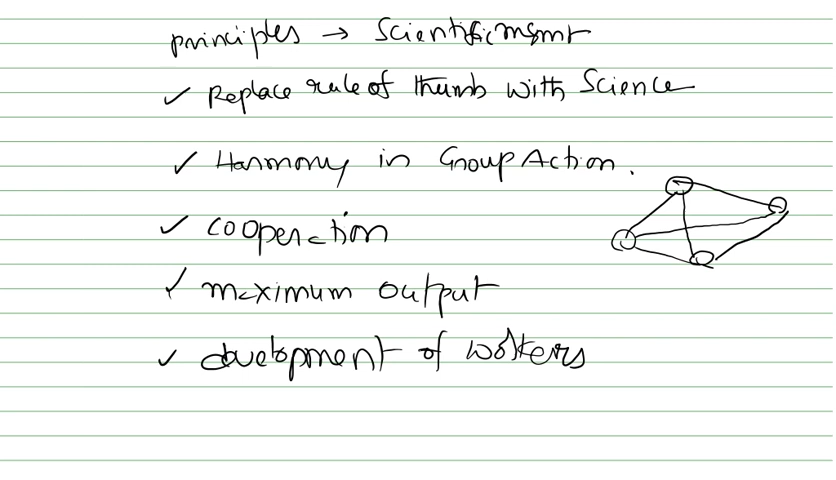 principles → Scientific mgmt
✓ Replace rule of thumb with Science
✓ Harmony in Group Action.
✓ cooperation
✓ maximum output
✓ development of workers